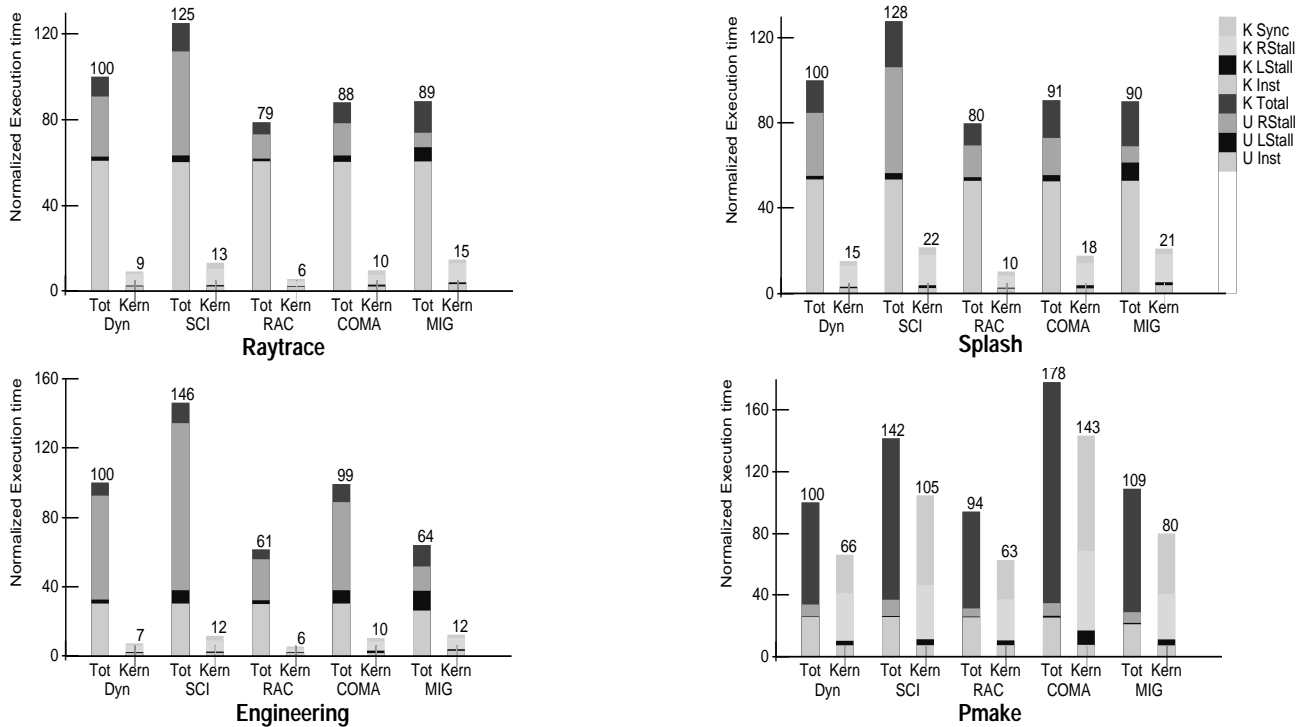 Normalized Execution time
120
80
40
0
100
9
125
13
79
6
88
10
89
15
Tot Kern Tot Kern Tot Kern Tot Kern Tot Kern
Dyn SCI RAC COMA MIG
Raytrace
Normalized Execution time
120
80
40
0
100
15
128
22
80
10
91
18
90
21
Tot Kern Tot Kern Tot Kern Tot Kern Tot Kern
Dyn SCI RAC COMA MIG
Splash
K Sync
K RStall
K LStall
K Inst
K Total
U RStall
U LStall
U Inst
Normalized Execution time
160
120
80
40
0
100
7
146
12
61
6
99
10
64
12
Tot Kern Tot Kern Tot Kern Tot Kern Tot Kern
Dyn SCI RAC COMA MIG
Engineering
Normalized Execution time
160
120
80
40
0
100
66
142
105
94
63
178
143
109
80
Tot Kern Tot Kern Tot Kern Tot Kern Tot Kern
Dyn SCI RAC COMA MIG
Pmake